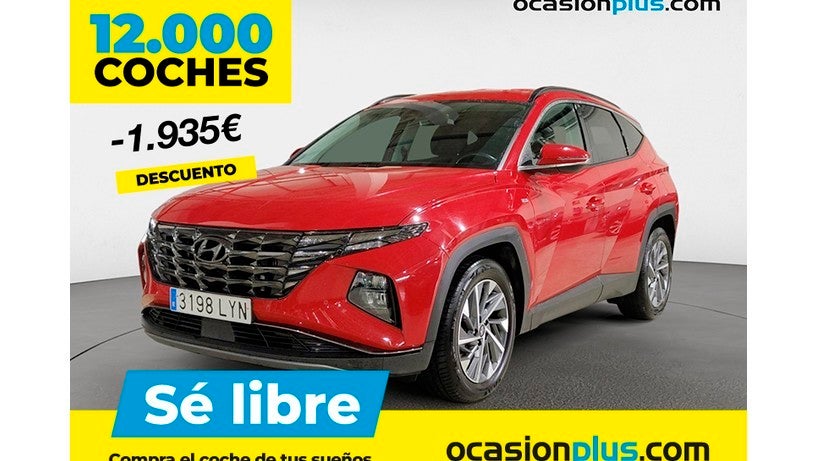 12.000
COCHES
-1.935€
DESCUENTO
ocasionplus.com
3198 LYN
Sé libre
Compra el coche de tus sueños
ocasionplus.com